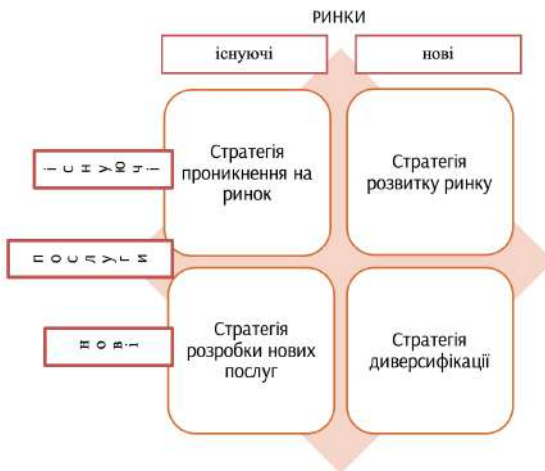 РИНКИ
існуючі
нові
існуючі
Стратегія
проникнення на
ринок
Стратегія
розвитку ринку
послуги
нові
Стратегія
розробки нових
послуг
Стратегія
диверсифікації